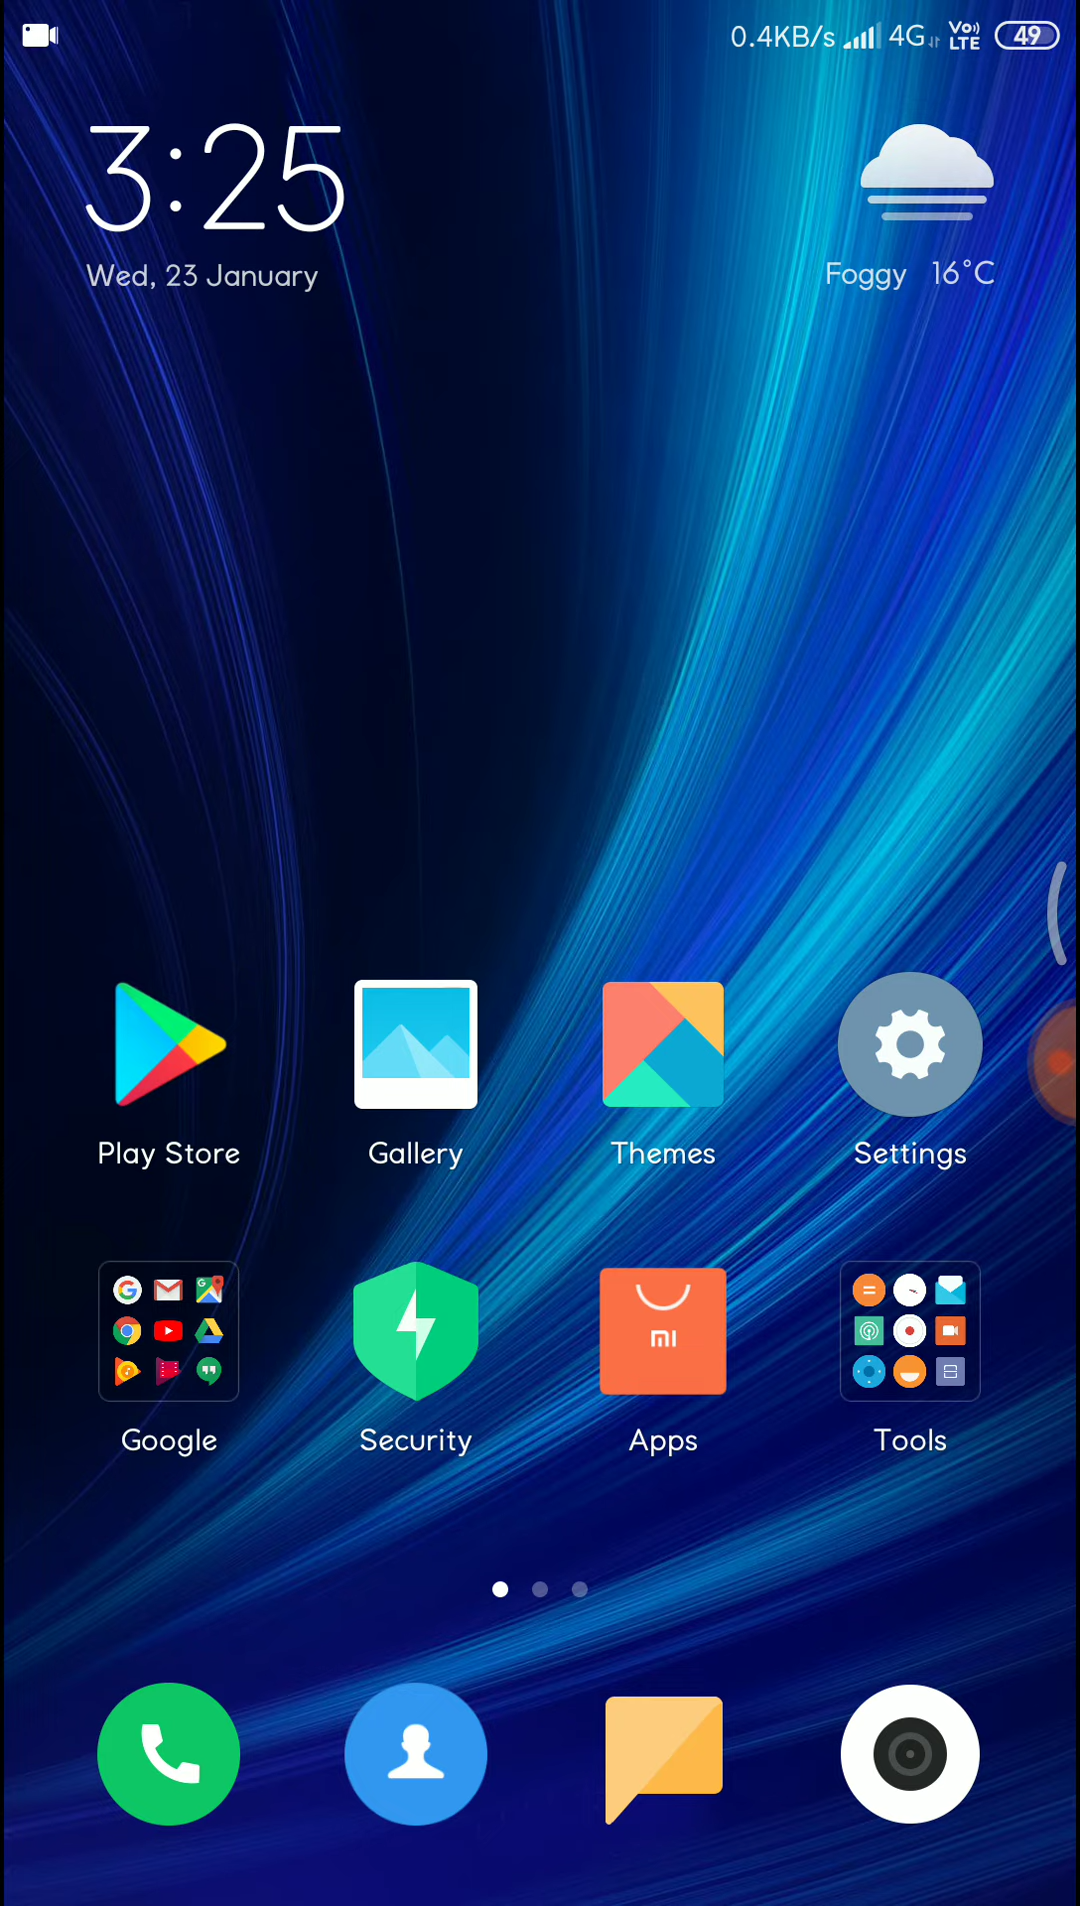 0.4KB/s 4G Vo)) LTE 49
3:25
Wed, 23 January
Foggy 16°C
Play Store
Gallery
Themes
Settings
mi
Google
Security
Apps
Tools